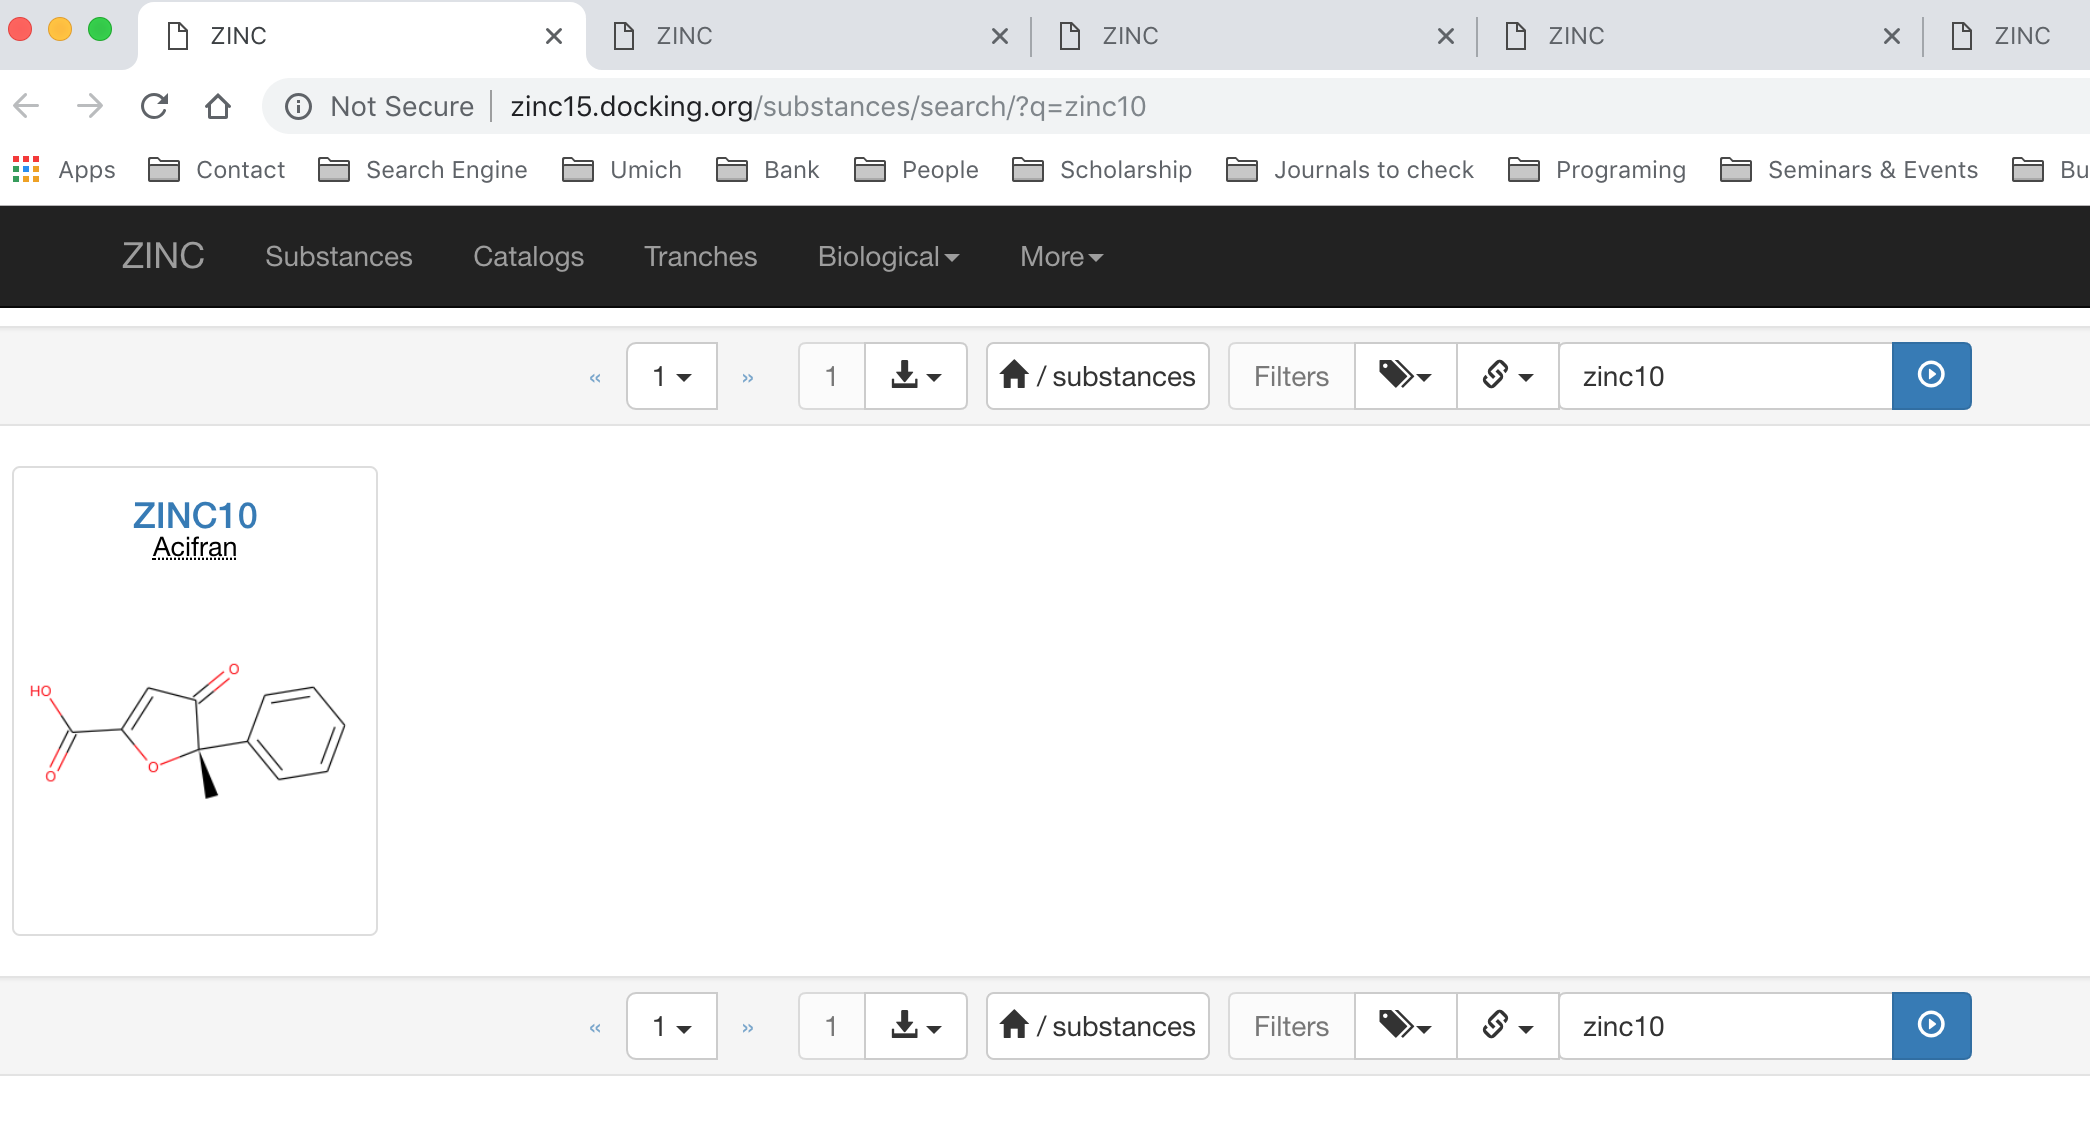 ZINC ZINC ZINC ZINC ZINC
Not Secure zinc15.docking.org/substances/search/?q=zinc10
Apps Contact Search Engine Umich Bank People Scholarship Journals to check Programing Seminars & Events Bu
ZINC Substances Catalogs Tranches Biological More
« 1 » 1 / substances Filters zinc10
ZINC10
Acifran
O
HO
O
O
« 1 » 1 / substances Filters zinc10